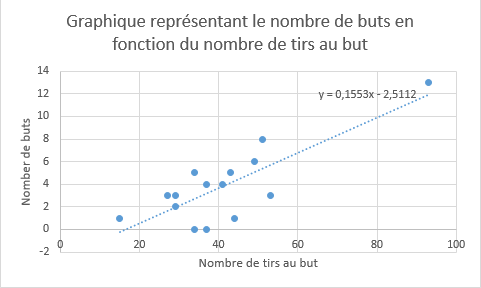 Graphique représentant le nombre de buts en
fonction du nombre de tirs au but
14
12
10
8
6
4
2
0
-2
Nomber de buts
y = 0,1553x - 2,5112
0 20 40 60 80 100
Nombre de tirs au but